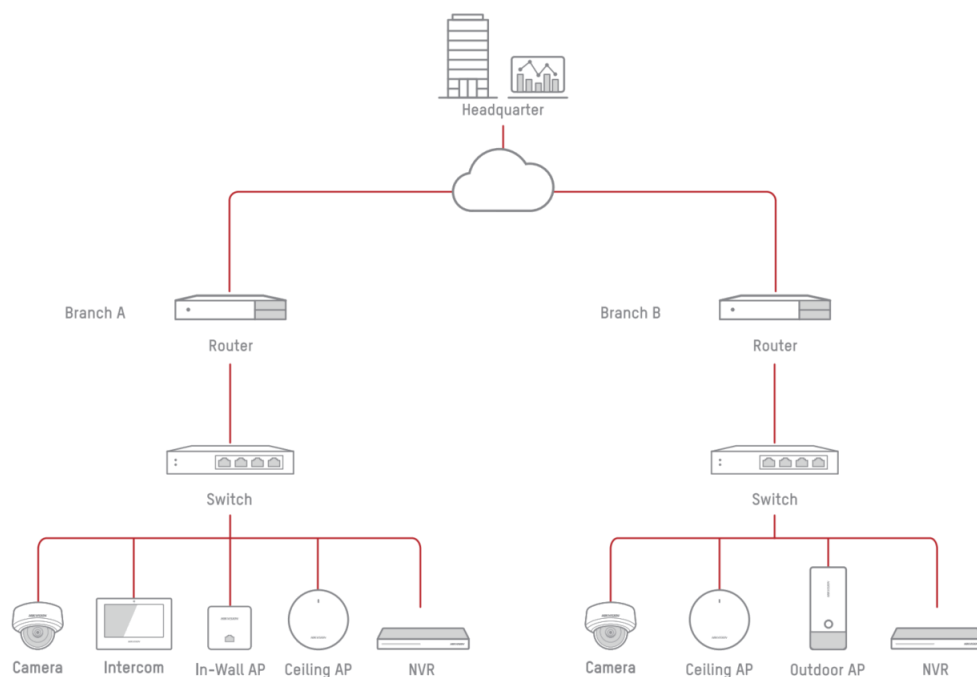 Headquarter
Branch A
Branch B
Router
Router
Switch
Switch
Camera
Intercom
In-Wall AP
Ceiling AP
NVR
Camera
Ceiling AP
Outdoor AP
NVR